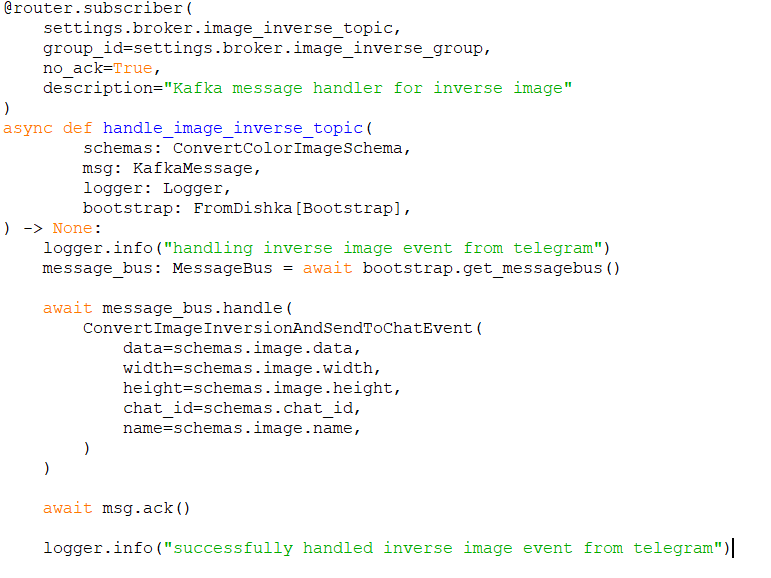 @router.subscriber(
    settings.broker.image_inverse_topic,
    group_id=settings.broker.image_inverse_group,
    no_ack=True,
    description="Kafka message handler for inverse image"
)
async def handle_image_inverse_topic(
        schemas: ConvertColorImageSchema,
        msg: KafkaMessage,
        logger: Logger,
        bootstrap: FromDishka[Bootstrap],
) -> None:
    logger.info("handling inverse image event from telegram")
    message_bus: MessageBus = await bootstrap.get_messagebus()

    await message_bus.handle(
        ConvertImageInversionAndSendToChatEvent(
            data=schemas.image.data,
            width=schemas.image.width,
            height=schemas.image.height,
            chat_id=schemas.chat_id,
            name=schemas.image.name,
        )
    )

    await msg.ack()

    logger.info("successfully handled inverse image event from telegram")